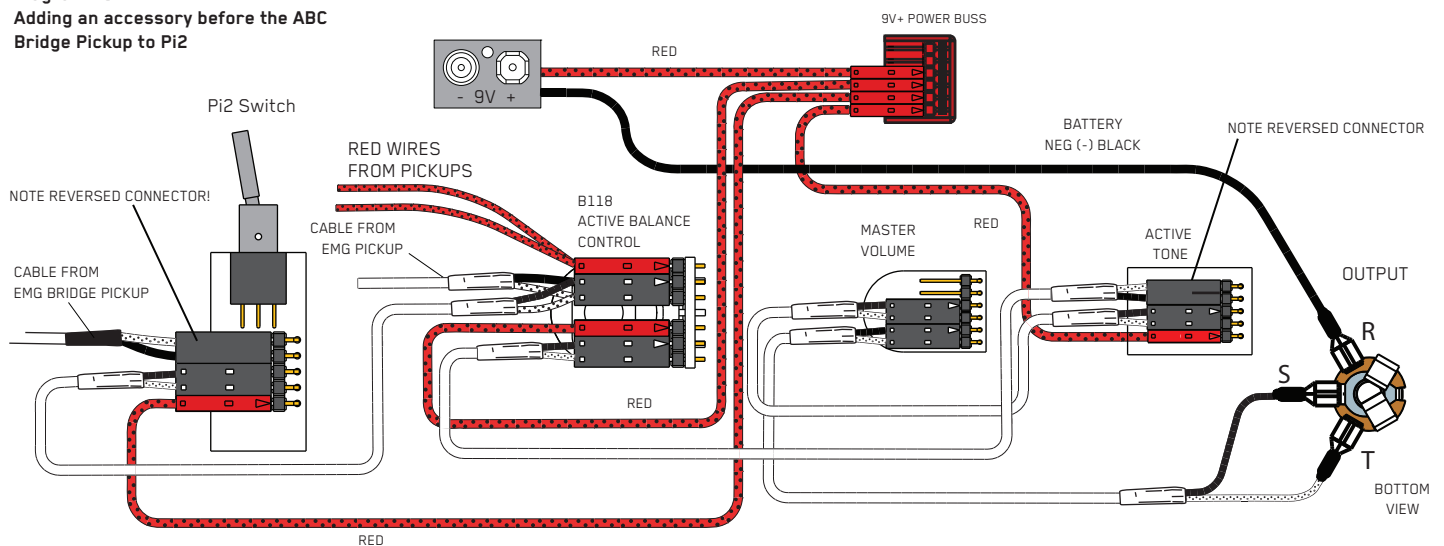 Adding an accessory before the ABC
Bridge Pickup to Pi2
9V+ POWER BUSS
RED
- 9V +
Pi2 Switch
BATTERY
NEG (-) BLACK
NOTE REVERSED CONNECTOR
RED WIRES
FROM PICKUPS
NOTE REVERSED CONNECTOR!
B118
ACTIVE BALANCE
CONTROL
CABLE FROM
EMG PICKUP
MASTER
VOLUME
RED
ACTIVE
TONE
OUTPUT
CABLE FROM
EMG BRIDGE PICKUP
R
S
RED
T
BOTTOM
VIEW
RED